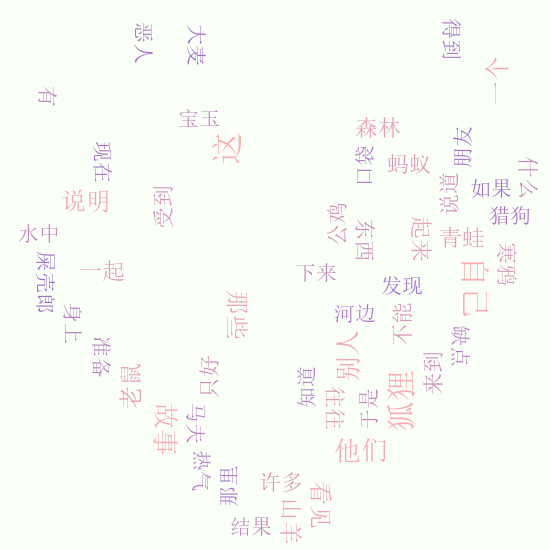 得到
恶人
大麦
一个
有
宝玉
森林
这
朋友
现在
口袋
蚂蚁
什么
说道
如果
说明
受到
猎狗
公鸡
水中
东西
起来
青蛙
寒鸦
一起
下来
屎壳郎
发现
自己
那些
身上
河边
不能
缺点
准备
别人
只好
来到
老鼠
知道
狐狸
往往
于是
故事
马夫
他们
热气
那里
许多
看见
山羊
结果